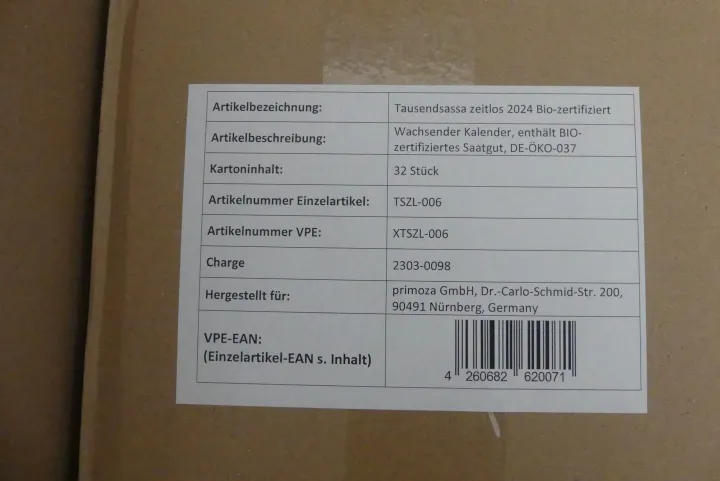 Artikelbezeichnung: Tausendsassa zeitlos 2024 Bio-zertifiziert
Artikelbeschreibung: Wachsender Kalender, enthält BIO-
zertifiziertes Saatgut, DE-ÖKO-037
Kartoninhalt: 32 Stück
Artikelnummer Einzelartikel: TSZL-006
Artikelnummer VPE: XTSZL-006
Charge 2303-0098
Hergestellt für: primoza GmbH, Dr.-Carlo-Schmid-Str. 200,
90491 Nürnberg, Germany
VPE-EAN:
(Einzelartikel-EAN s. Inhalt)
4 260682 620071